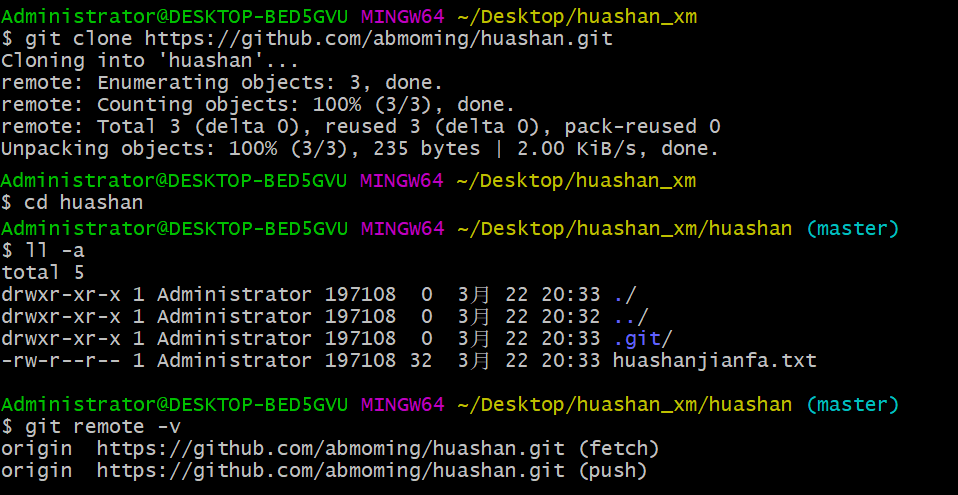 Administrator@DESKTOP-BED5GVU MINGW64 ~/Desktop/huashan_xm
$ git clone https://github.com/abmoming/huashan.git
Cloning into 'huashan'...
remote: Enumerating objects: 3, done.
remote: Counting objects: 100% (3/3), done.
remote: Total 3 (delta 0), reused 3 (delta 0), pack-reused 0
Unpacking objects: 100% (3/3), 235 bytes | 2.00 KiB/s, done.
Administrator@DESKTOP-BED5GVU MINGW64 ~/Desktop/huashan_xm
$ cd huashan
Administrator@DESKTOP-BED5GVU MINGW64 ~/Desktop/huashan_xm/huashan (master)
$ ll -a
total 5
drwxr-xr-x 1 Administrator 197108  0  3月 22 20:33 ./
drwxr-xr-x 1 Administrator 197108  0  3月 22 20:32 ../
drwxr-xr-x 1 Administrator 197108  0  3月 22 20:33 .git/
-rw-r--r-- 1 Administrator 197108 32  3月 22 20:33 huashanjianfa.txt
Administrator@DESKTOP-BED5GVU MINGW64 ~/Desktop/huashan_xm/huashan (master)
$ git remote -v
origin  https://github.com/abmoming/huashan.git (fetch)
origin  https://github.com/abmoming/huashan.git (push)